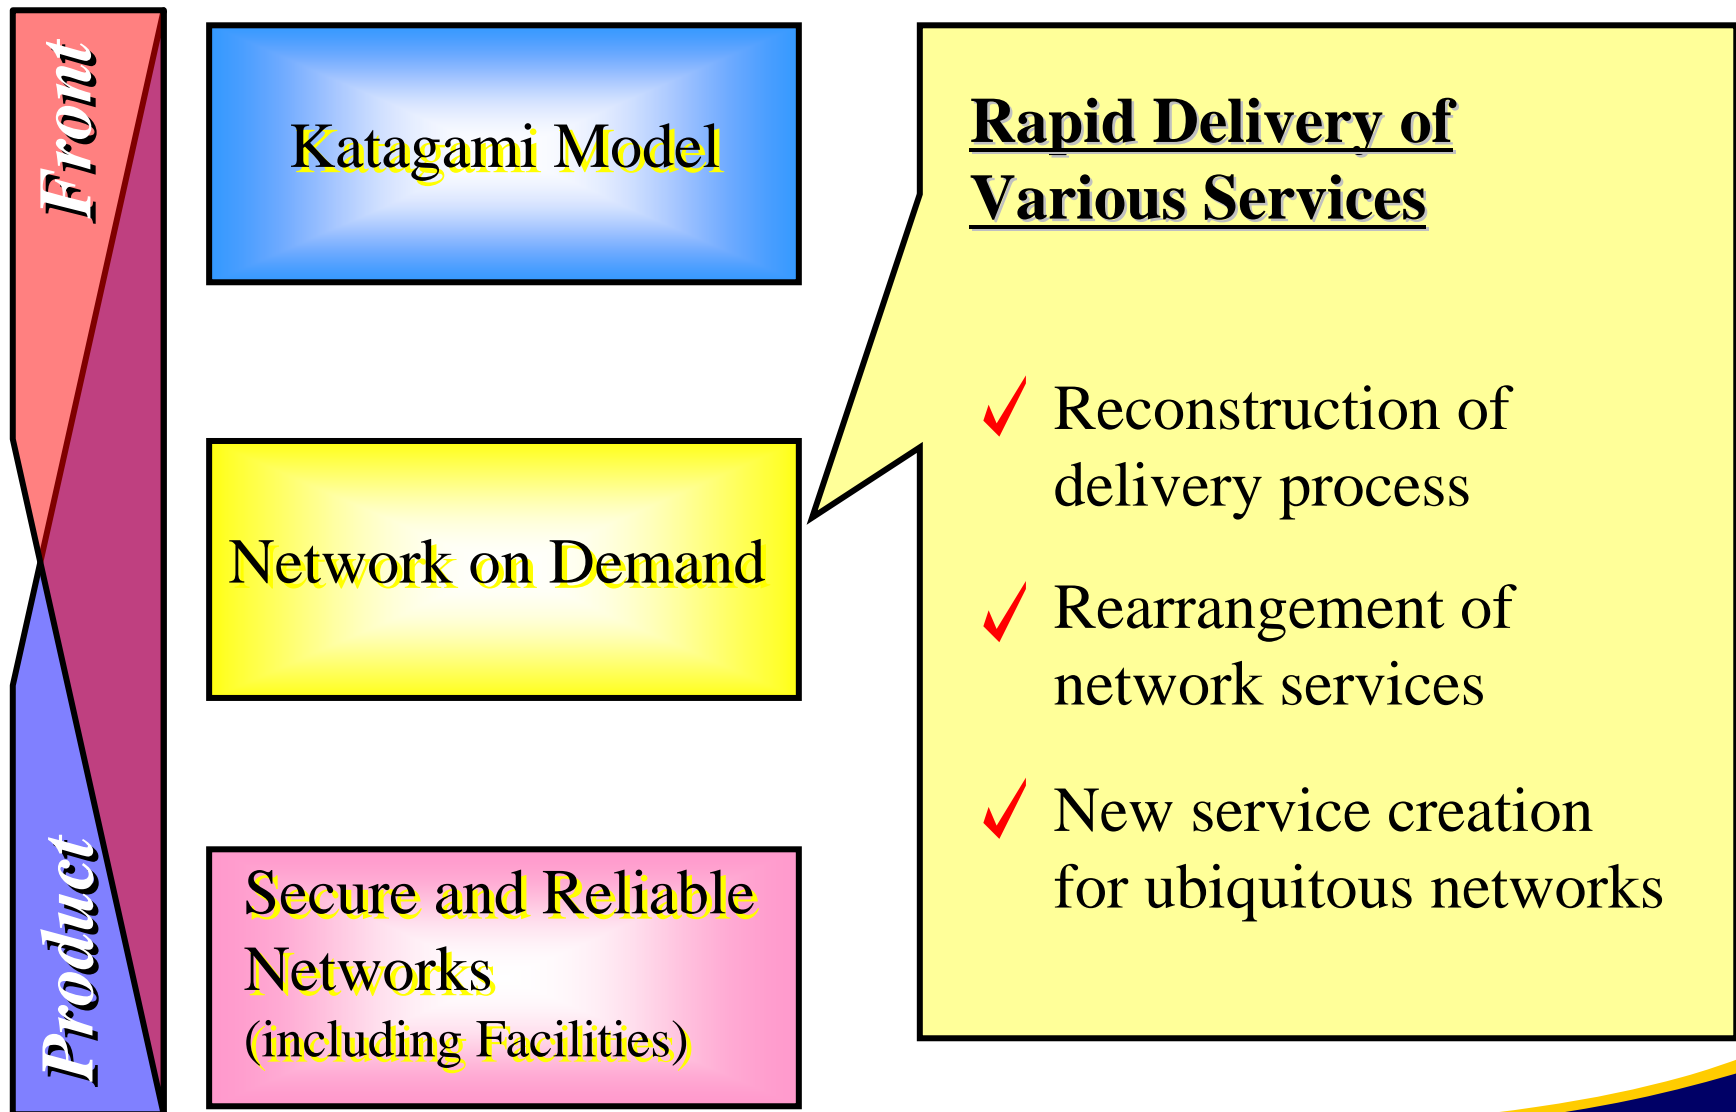 Front
Product
Katagami Model
Network on Demand
Secure and Reliable
Networks
(including Facilities)
Rapid Delivery of
Various Services
Reconstruction of
delivery process
Rearrangement of
network services
New service creation
for ubiquitous networks